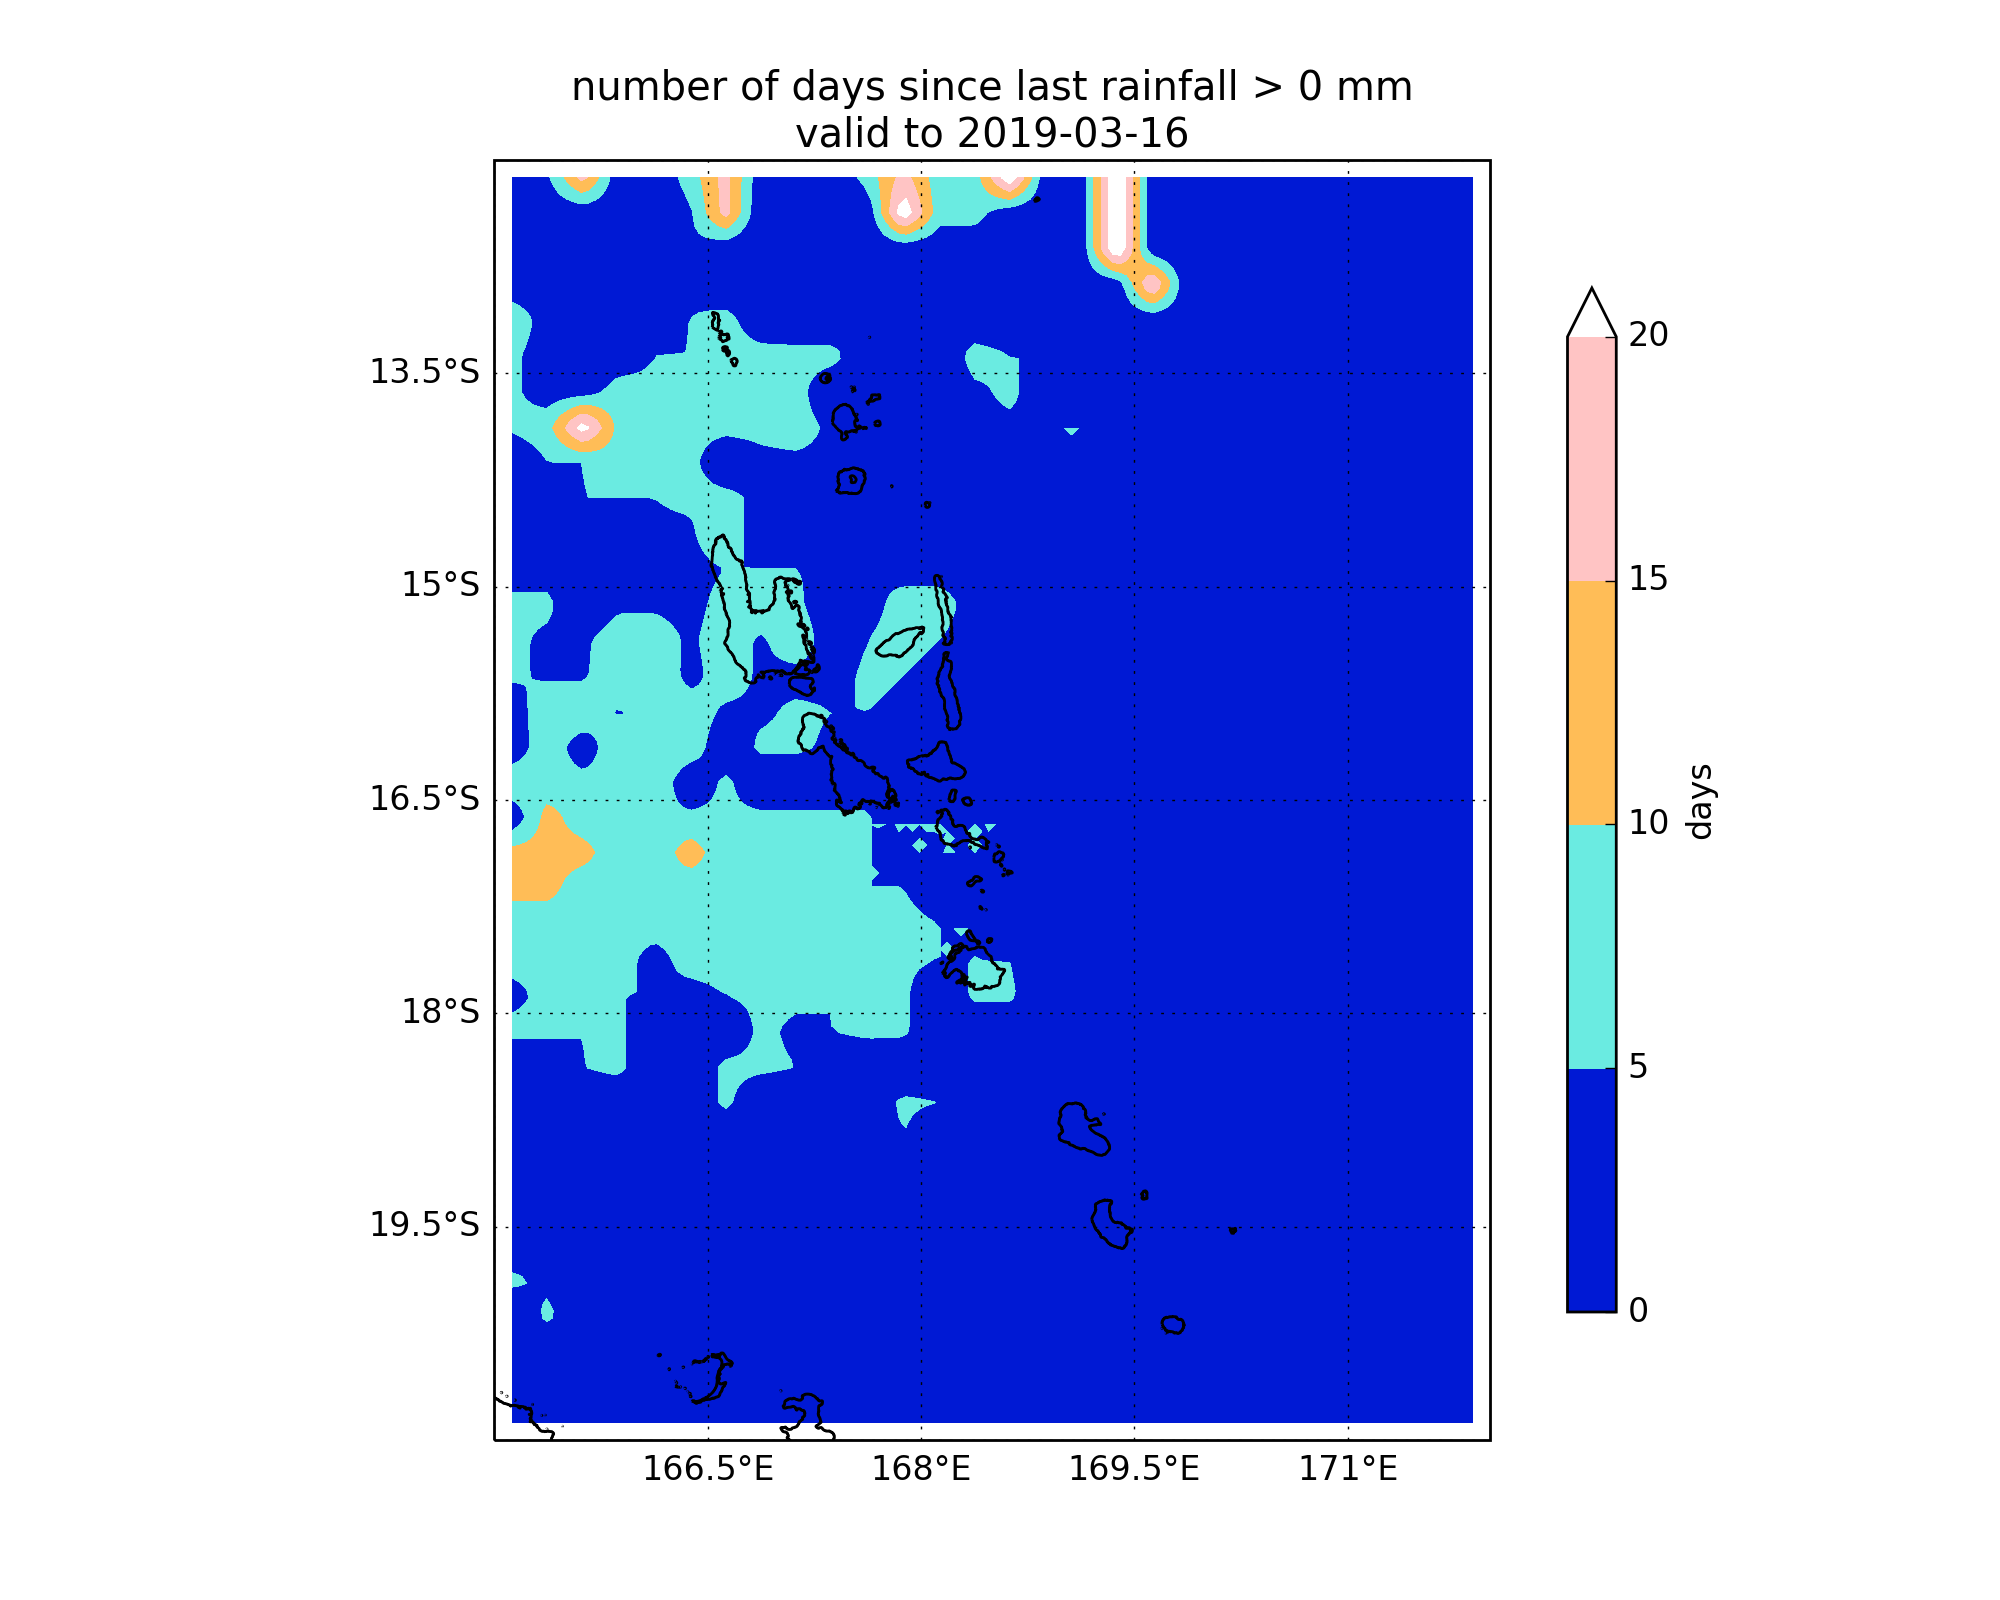 number of days since last rainfall > 0 mm
valid to 2019-03-16
13.5°S
15°S
16.5°S
18°S
19.5°S
166.5°E
168°E
169.5°E
171°E
20
15
10
5
0
days